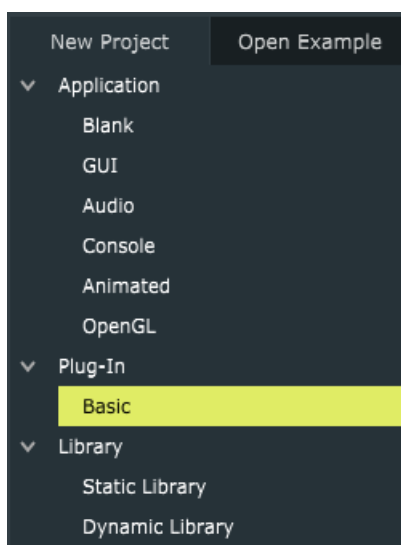 New Project Open Example
Application
Blank
GUI
Audio
Console
Animated
OpenGL
Plug-In
Basic
Library
Static Library
Dynamic Library